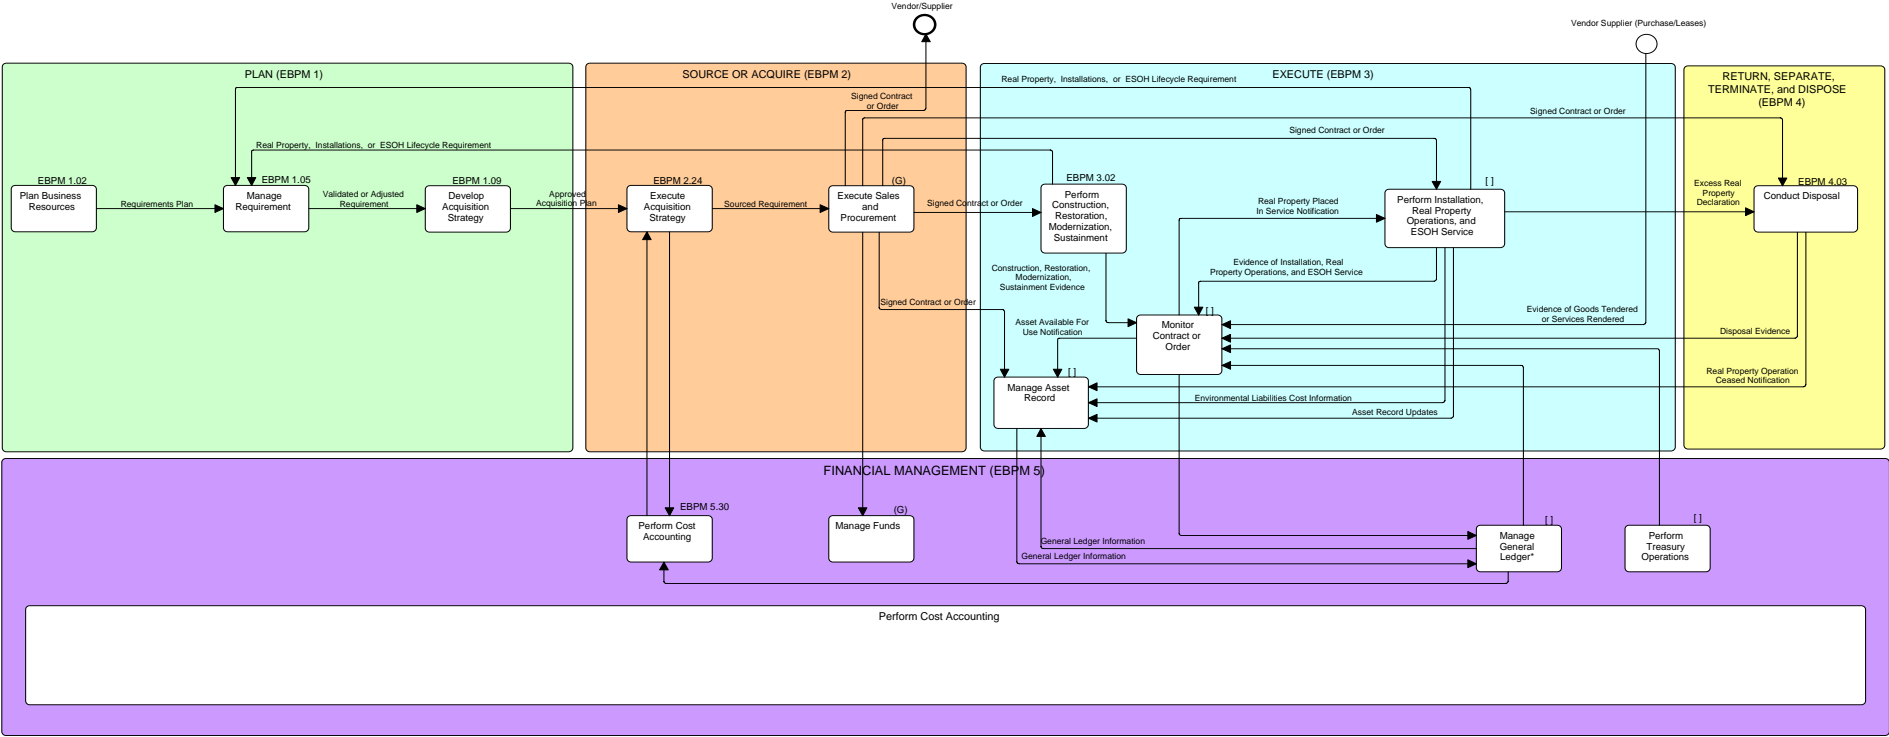 Vendor/Supplier
Vendor Supplier (Purchase/Leases)
PLAN (EBPM 1)
SOURCE OR ACQUIRE (EBPM 2)
EXECUTE (EBPM 3)
RETURN, SEPARATE,
TERMINATE, and DISPOSE
(EBPM 4)
Real Property, Installations, or ESOH Lifecycle Requirement
Signed Contract
or Order
Signed Contract or Order
Signed Contract or Order
Real Property, Installations, or ESOH Lifecycle Requirement
EBPM 1.02
Plan Business
Resources
Requirements Plan
EBPM 1.05
Manage
Requirement
Validated or Adjusted
Requirement
EBPM 1.09
Develop
Acquisition
Strategy
Approved
Acquisition Plan
EBPM 2.24
Execute
Acquisition
Strategy
Sourced Requirement
(G)
Execute Sales
and
Procurement
Signed Contract or Order
EBPM 3.02
Perform
Construction,
Restoration,
Modernization,
Sustainment
Real Property Placed
In Service Notification
[ ]
Perform Installation,
Real Property
Operations, and
ESOH Service
Excess Real
Property
Declaration
EBPM 4.03
Conduct Disposal
Construction, Restoration,
Modernization,
Sustainment Evidence
Evidence of Installation, Real
Property Operations, and ESOH Service
Signed Contract or Order
Asset Available For
Use Notification
[ ]
Monitor
Contract or
Order
Evidence of Goods Tendered
or Services Rendered
Disposal Evidence
[ ]
Manage Asset
Record
Real Property Operation
Ceased Notification
Environmental Liabilities Cost Information
Asset Record Updates
FINANCIAL MANAGEMENT (EBPM 5)
EBPM 5.30
Perform Cost
Accounting
(G)
Manage Funds
General Ledger Information
General Ledger Information
[ ]
Manage
General
Ledger*
[ ]
Perform
Treasury
Operations
Perform Cost Accounting